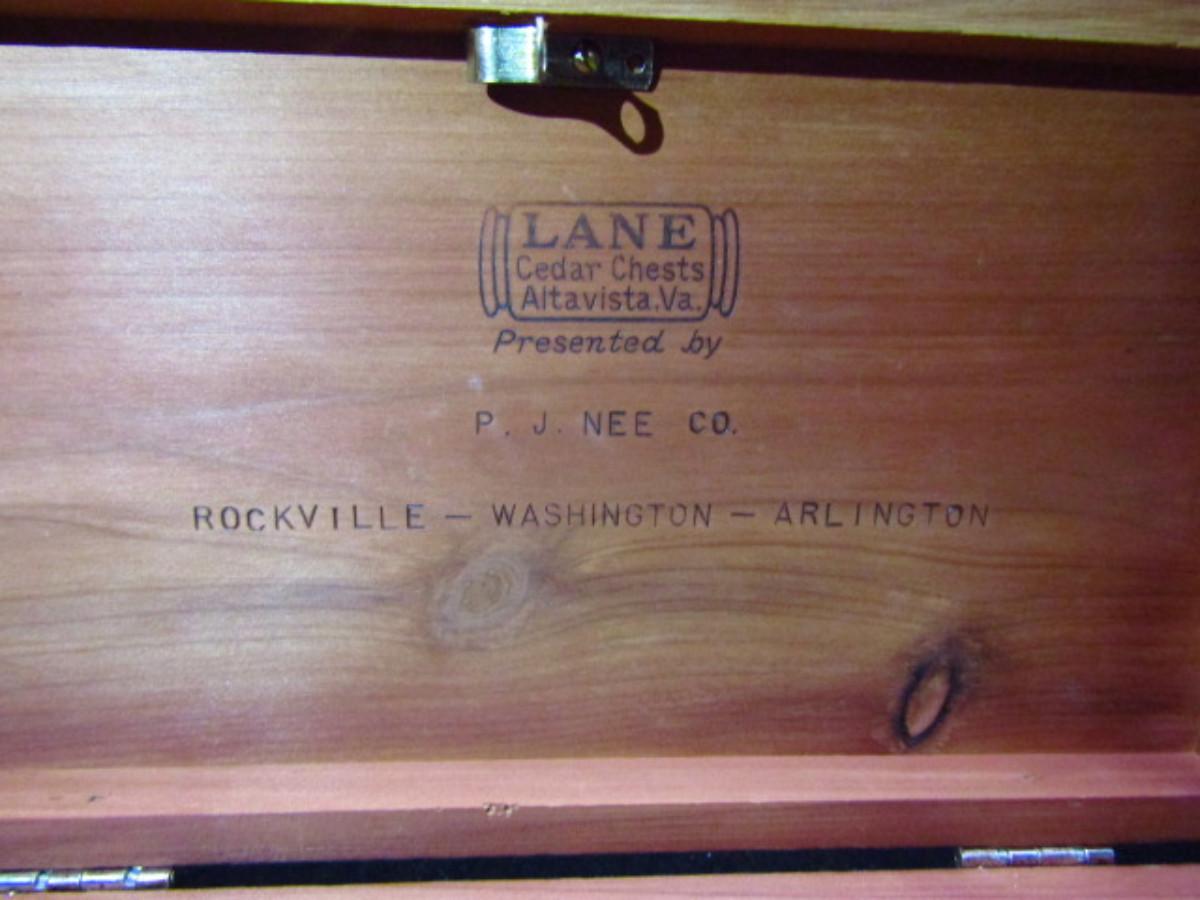 LANE
Cedar Chests
Altavista, Va.
Presented by
P. J. NEE CO.
ROCKVILLE — WASHINGTON — ARLINGTON